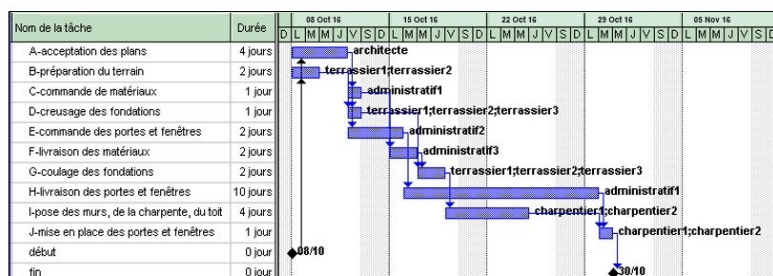 Nom de la tâche Durée 08 Oct 16 15 Oct 16 22 Oct 16 29 Oct 16 05 Nov 16
D L M M J V S D L M M J V S D L M M J V S D L M M J V S D L M M J V S D
A-acceptation des plans 4 jours architecte
B-préparation du terrain 2 jours terrassier1;terrassier2
C-commande de matériaux 1 jour administratif1
D-creusage des fondations 1 jour terrassier1;terrassier2;terrassier3
E-commande des portes et fenêtres 2 jours administratif2
F-livraison des matériaux 2 jours administratif3
G-coulage des fondations 2 jours terrassier1;terrassier2;terrassier3
H-livraison des portes et fenêtres 10 jours administratif1
I-pose des murs, de la charpente, du toit 4 jours charpentier1;charpentier2
J-mise en place des portes et fenêtres 1 jour charpentier1;charpentier2
début 0 jour 08/10
fin 0 jour 30/10